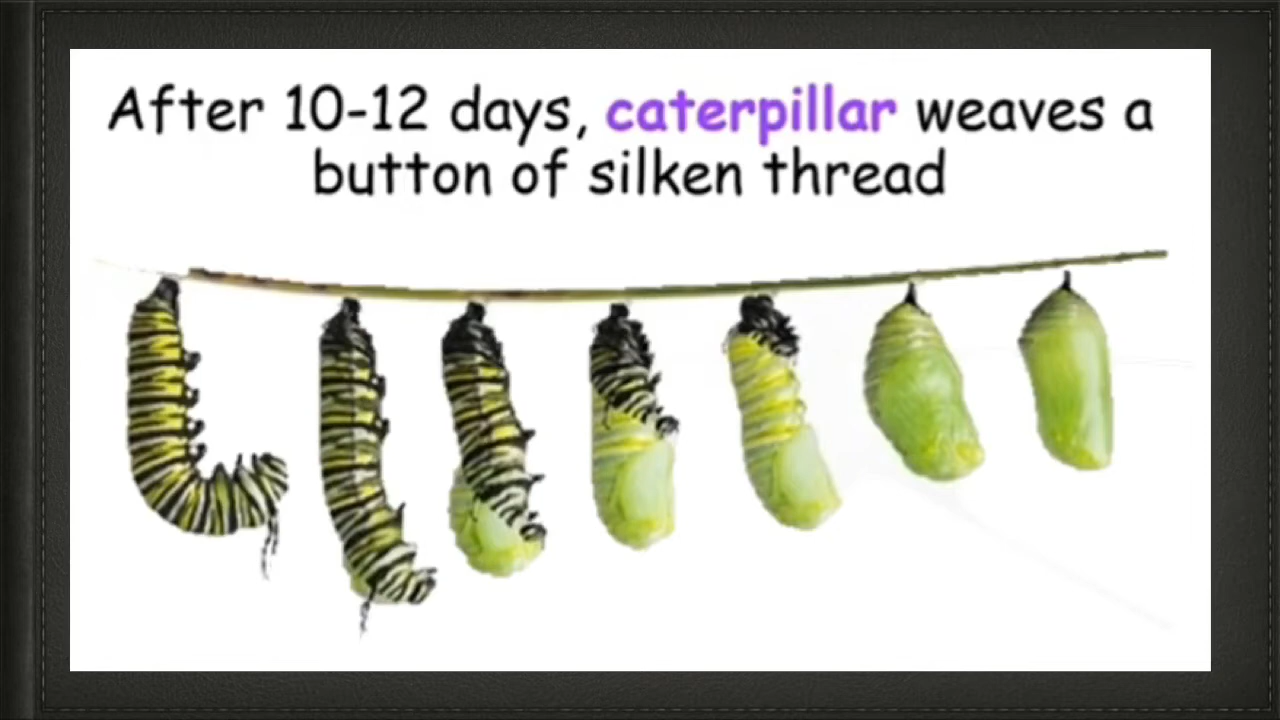 After 10-12 days, caterpillar weaves a
button of silken thread